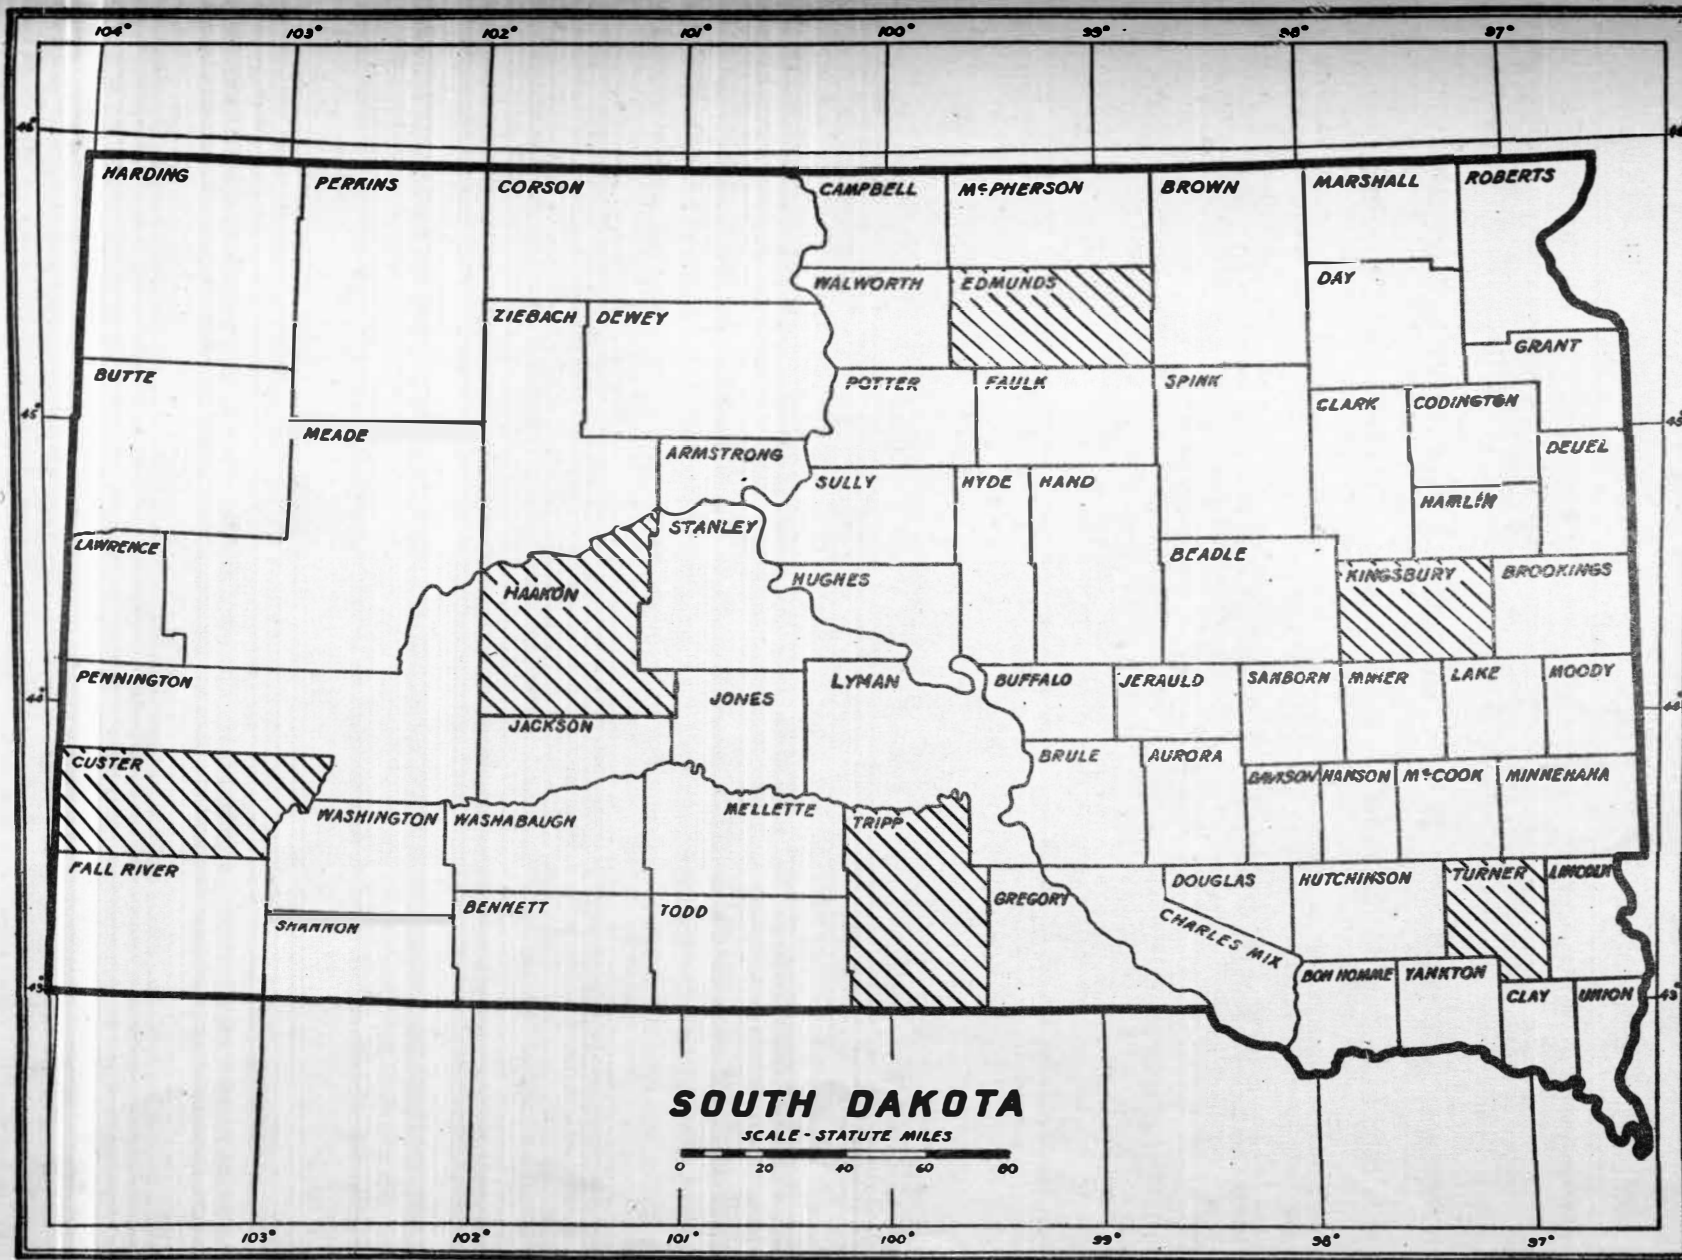 104° 103° 102° 101° 100° 99° 98° 97°
46°
HARDING PERKINS CORSON CAMPBELL McPHERSON BROWN MARSHALL ROBERTS
WALWORTH EDMUNDS DAY
ZIEBACH DEWEY
GRANT
BUTTE POTTER FAULK SPINK
CLARK CODINGTON
45° 45°
MEADE ARMSTRONG DEUEL
SULLY HYDE HAND
HAMLIN
STANLEY
LAWRENCE BEADLE
HAAKON HUGHES KINGSBURY BROOKINGS
PENNINGTON LYMAN BUFFALO JERAULD SANBORN MINER LAKE MOODY
44°
JONES
JACKSON
CUSTER BRULE AURORA DAVISON HANSON McCOOK MINNEHAHA
WASHINGTON WASHABAUGH MELLETTE TRIPP
FALL RIVER DOUGLAS HUTCHINSON TURNER LINCOLN
BENNETT TODD GREGORY
SHANNON CHARLES MIX
BON HOMME YANKTON
43° 43°
CLAY UNION
SOUTH DAKOTA
SCALE - STATUTE MILES
0 20 40 60 80
103° 102° 101° 100° 99° 98° 97°